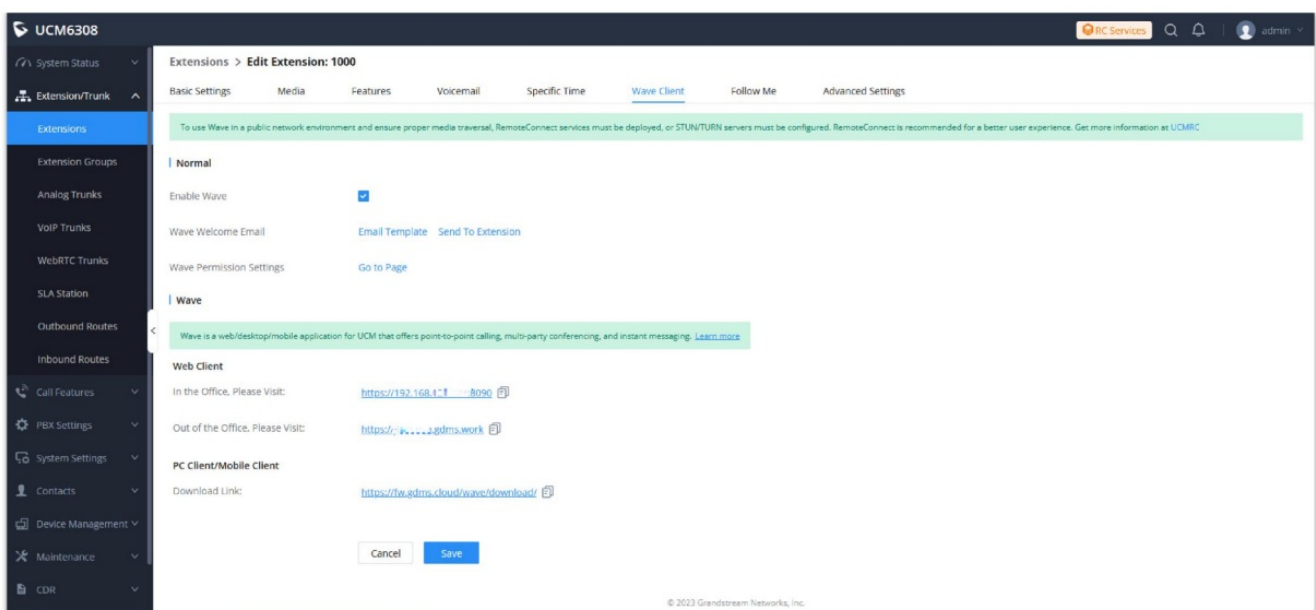 UCM6308
RC Services
admin
System Status
Extension/Trunk
Extensions
Extension Groups
Analog Trunks
VoIP Trunks
WebRTC Trunks
SLA Station
Outbound Routes
Inbound Routes
Call Features
PBX Settings
System Settings
Contacts
Device Management
Maintenance
CDR
Extensions > Edit Extension: 1000
Basic Settings Media Features Voicemail Specific Time Wave Client Follow Me Advanced Settings
To use Wave in a public network environment and ensure proper media traversal, RemoteConnect services must be deployed, or STUN/TURN servers must be configured. RemoteConnect is recommended for a better user experience. Get more information at UCMRC
Normal
Enable Wave
Wave Welcome Email Email Template Send To Extension
Wave Permission Settings Go to Page
Wave
Wave is a web/desktop/mobile application for UCM that offers point-to-point calling, multi-party conferencing, and instant messaging. Learn more
Web Client
In the Office, Please Visit: https://192.168. 8090
Out of the Office, Please Visit: https:// .gdms.work
PC Client/Mobile Client
Download Link: https://fw.gdms.cloud/wave/download/
Cancel Save
© 2023 Grandstream Networks, Inc.